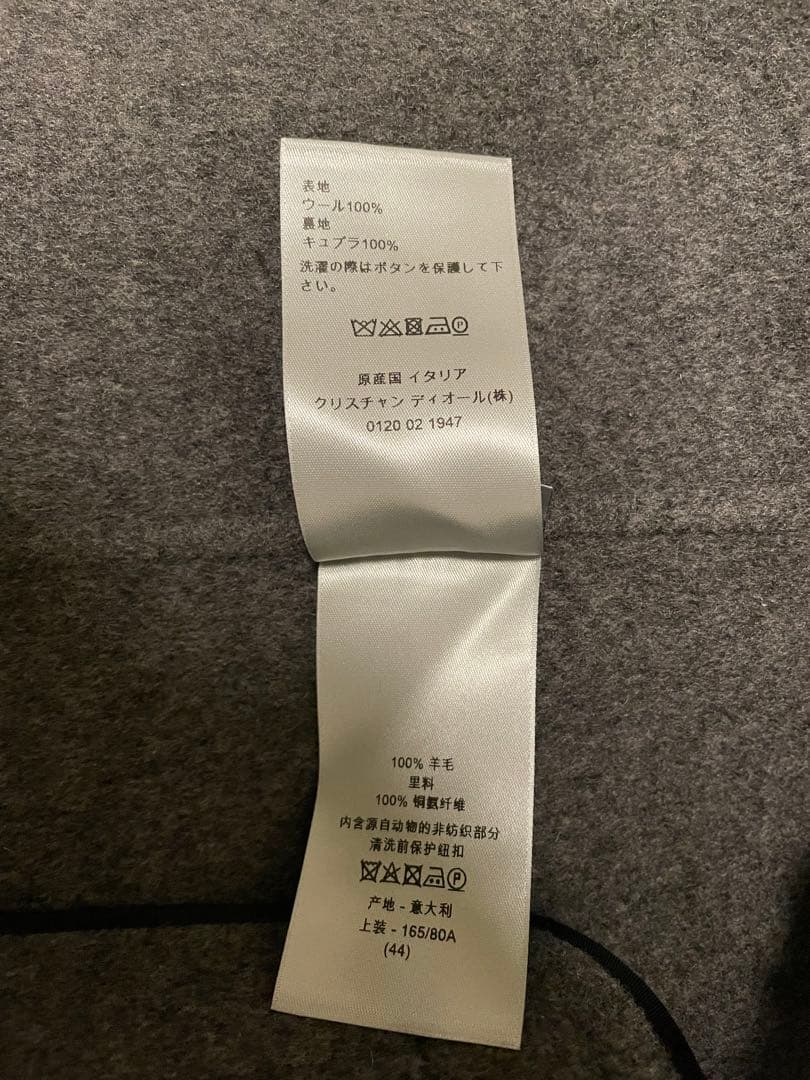 表地
ウール100%
裏地
キュプラ100%
洗濯の際はボタンを保護して下
さい。
原産国 イタリア
クリスチャン ディオール(株)
0120 02 1947
100% 羊毛
里料
100% 铜氨纤维
内含源自动物的非纺织部分
清洗前保护纽扣
产地 - 意大利
上装 - 165/80A
(44)